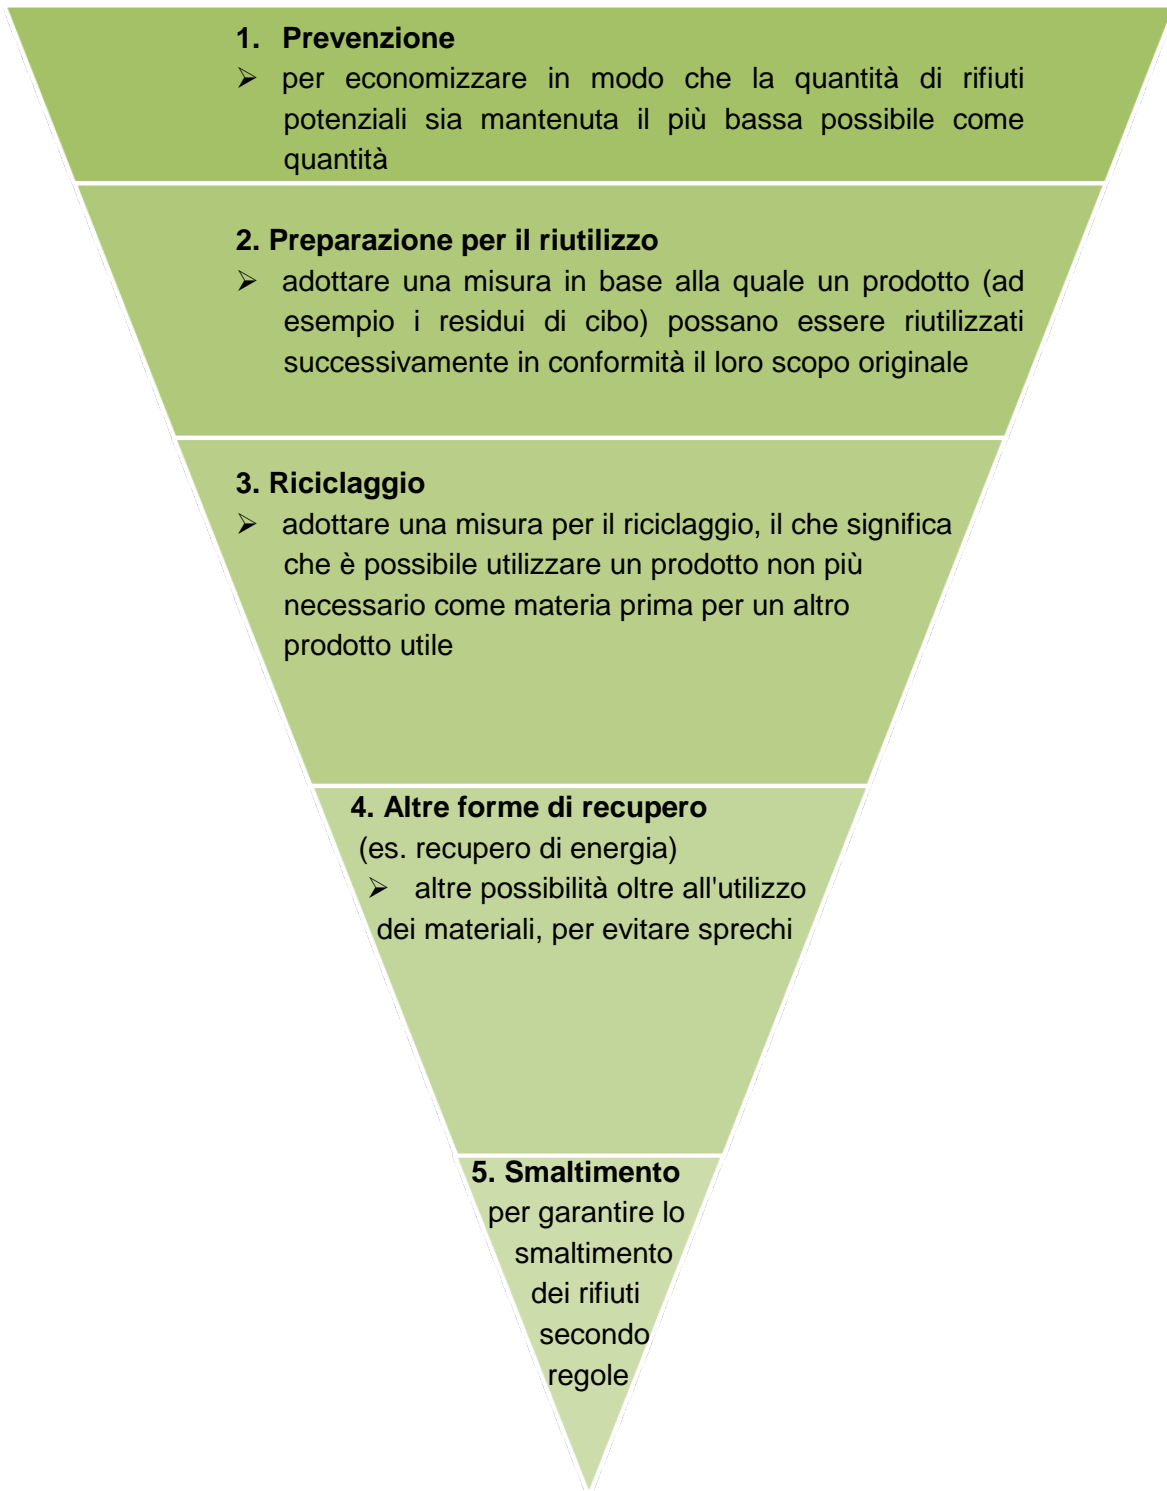 1. Prevenzione
➢ per economizzare in modo che la quantità di rifiuti
potenziali sia mantenuta il più bassa possibile come
quantità
2. Preparazione per il riutilizzo
➢ adottare una misura in base alla quale un prodotto (ad
esempio i residui di cibo) possano essere riutilizzati
successivamente in conformità il loro scopo originale
3. Riciclaggio
➢ adottare una misura per il riciclaggio, il che significa
che è possibile utilizzare un prodotto non più
necessario come materia prima per un altro
prodotto utile
4. Altre forme di recupero
(es. recupero di energia)
➢ altre possibilità oltre all'utilizzo
dei materiali, per evitare sprechi
5. Smaltimento
per garantire lo
smaltimento
dei rifiuti
secondo
regole